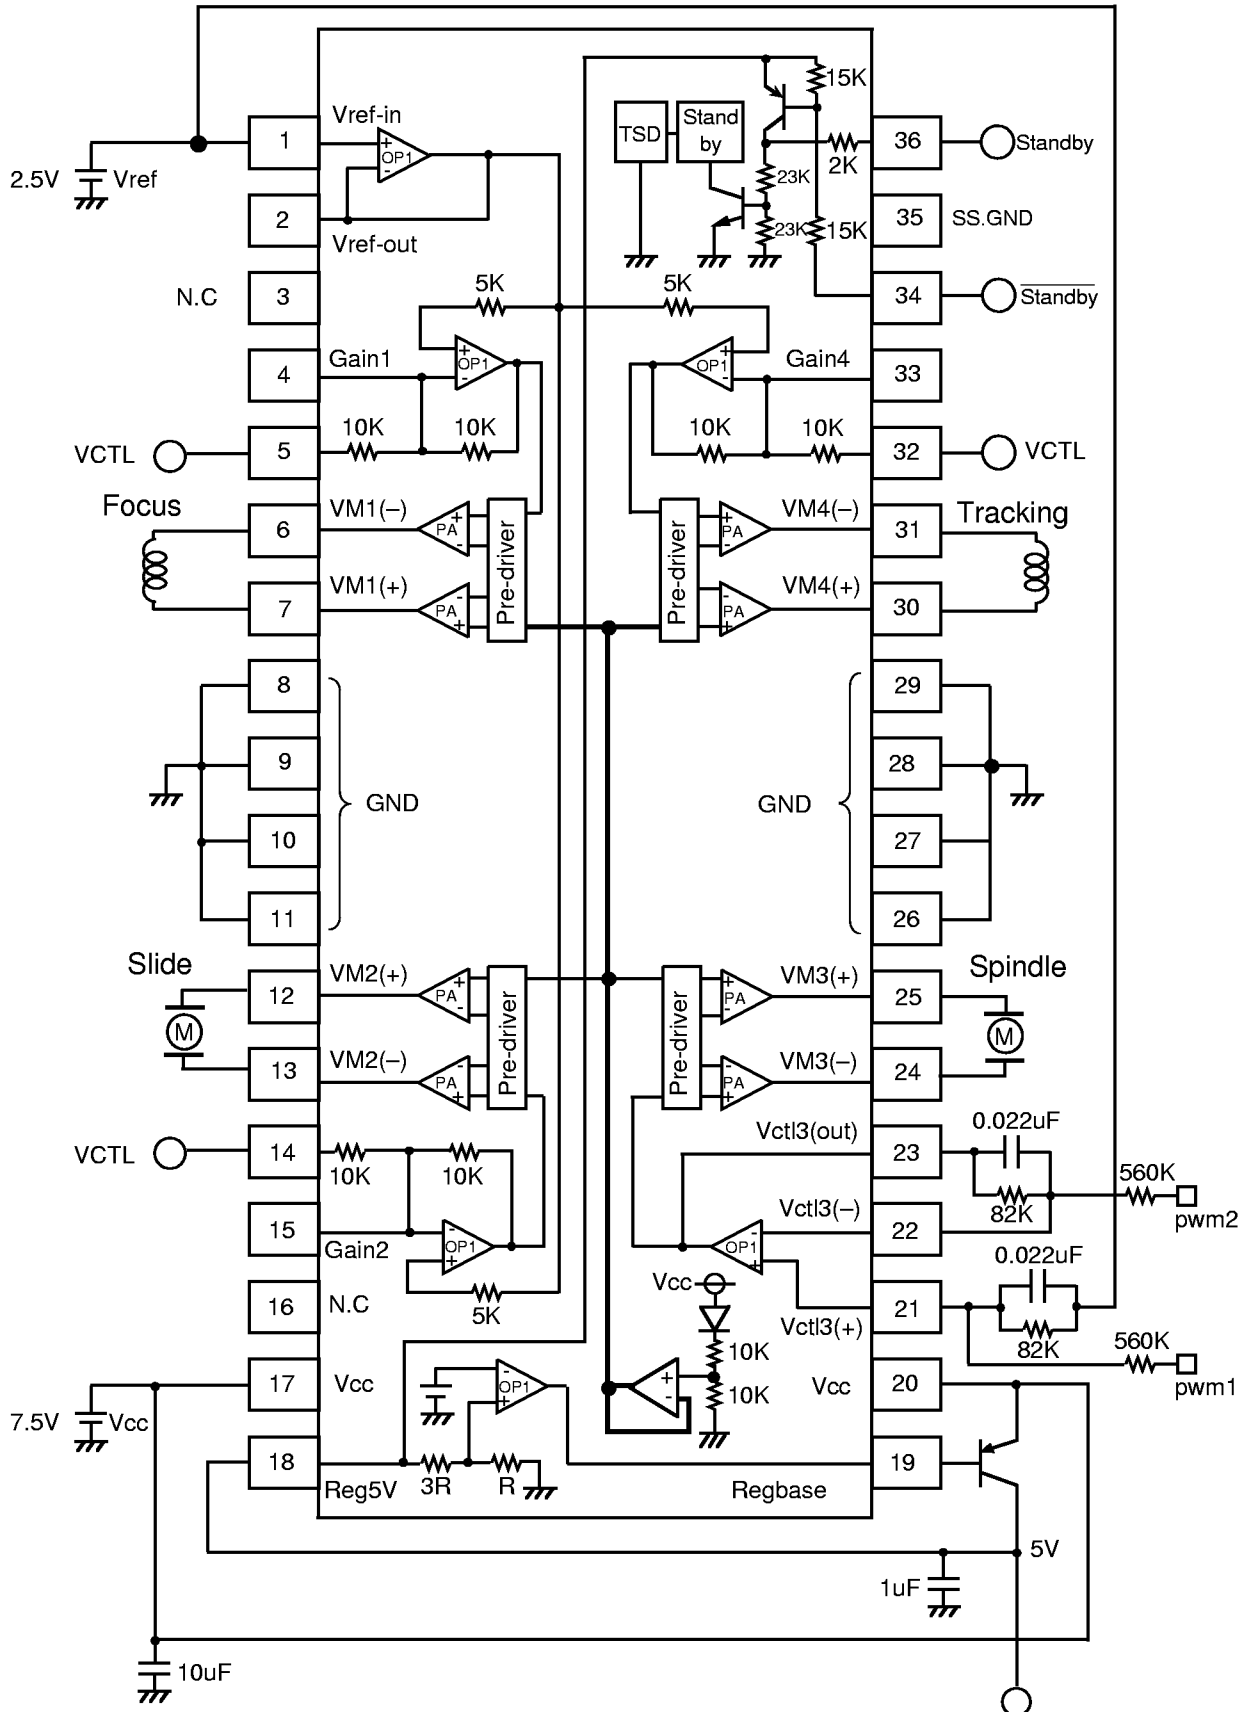 1
Vref-in
+
OP1
-
2.5V
Vref
2
Vref-out
N.C
3
4
Gain1
5K
+
OP1
-
VCTL
5
10K
10K
Focus
6
VM1(–)
+
PA
-
Pre-driver
7
VM1(+)
-
PA
+
8
9
10
11
GND
Slide
12
VM2(+)
+
PA
-
Pre-driver
M
13
VM2(–)
-
PA
+
VCTL
14
10K
10K
15
Gain2
-
OP1
+
5K
16
N.C
17
Vcc
7.5V
Vcc
-
OP1
+
18
Reg5V
3R
R
10uF
TSD
Stand
by
15K
2K
23K
23K
15K
36
Standby
35
SS.GND
34
Standby
5K
+
OP1
-
Gain4
33
10K
10K
32
VCTL
Pre-driver
+
PA
-
VM4(–)
31
Tracking
-
PA
+
VM4(+)
30
29
28
27
26
GND
Pre-driver
+
PA
-
VM3(+)
25
Spindle
M
-
PA
+
VM3(–)
24
Vctl3(out)
23
0.022uF
82K
560K
pwm2
Vctl3(–)
22
-
OP1
+
0.022uF
82K
560K
pwm1
21
Vctl3(+)
Vcc
10K
10K
+
-
Vcc
20
19
Regbase
5V
1uF